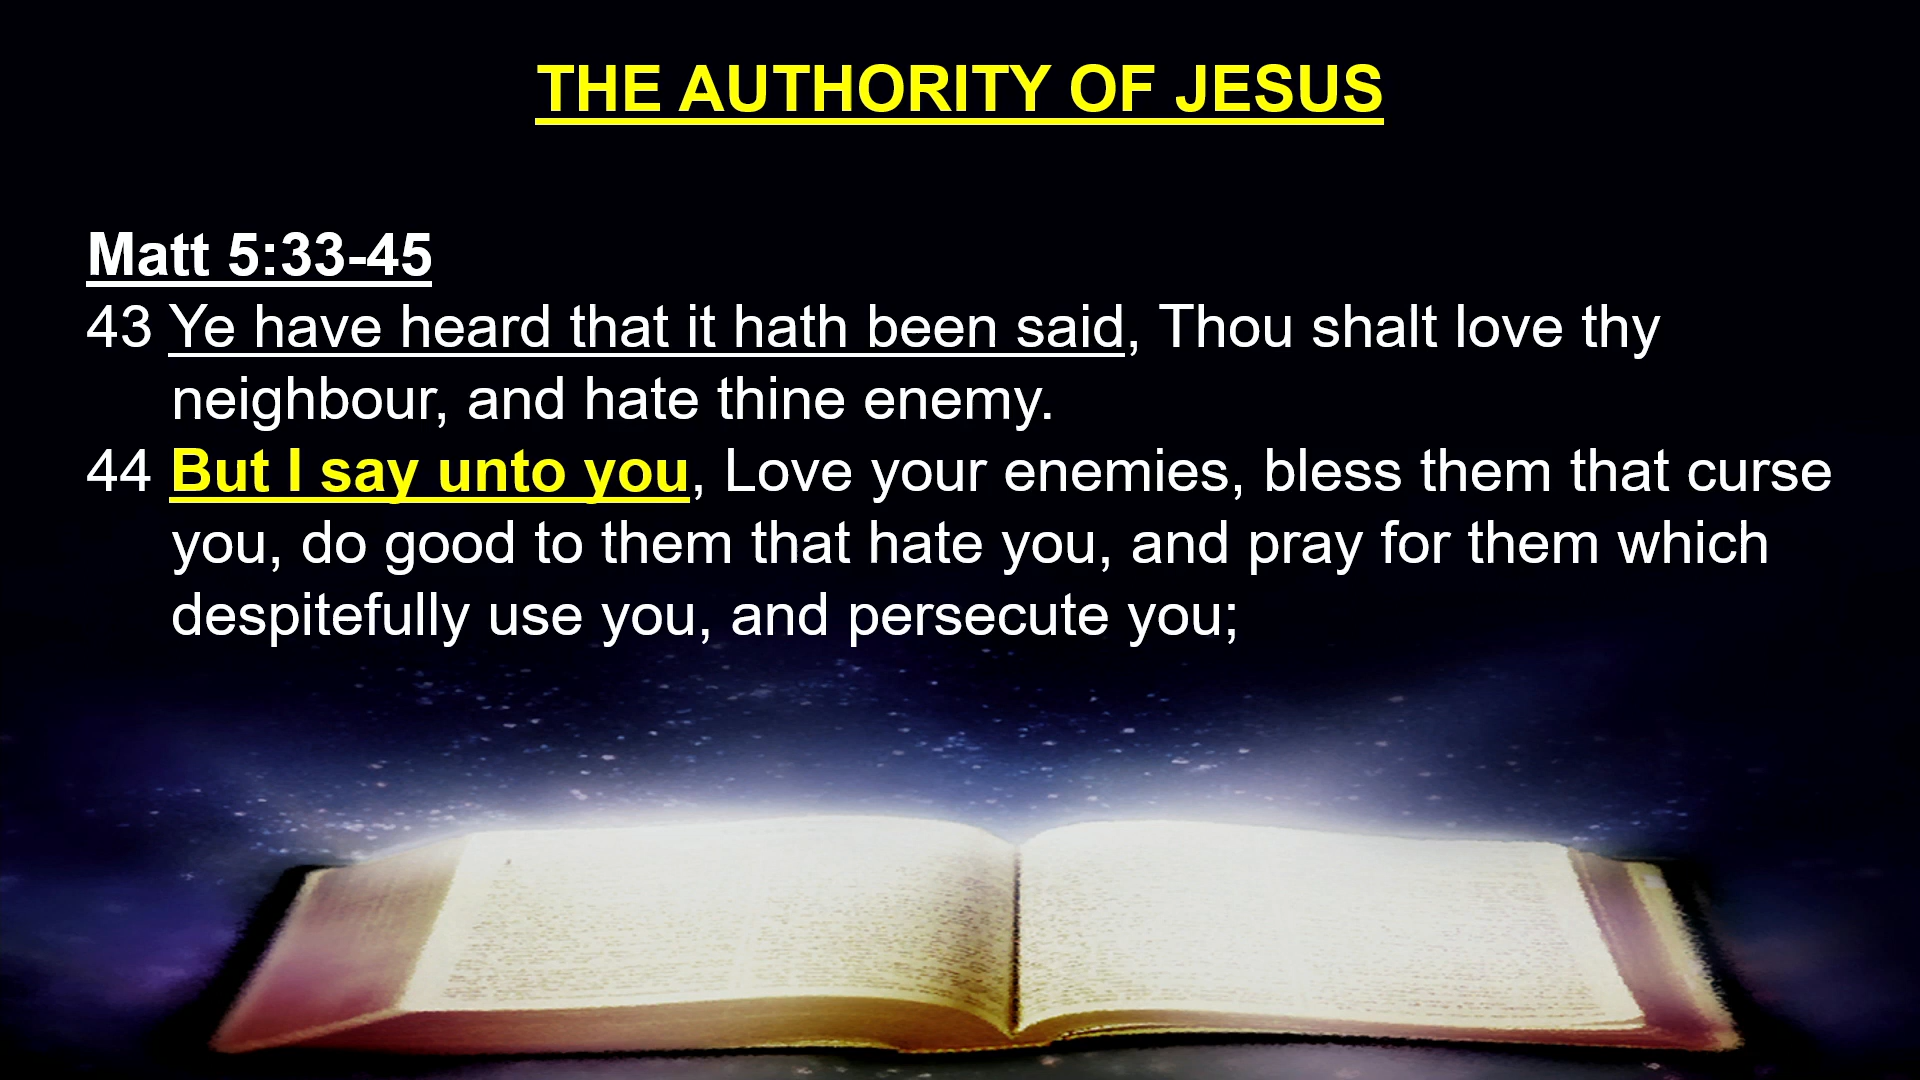 THE AUTHORITY OF JESUS
Matt 5:33-45
43 Ye have heard that it hath been said, Thou shalt love thy
neighbour, and hate thine enemy.
44 But I say unto you, Love your enemies, bless them that curse
you, do good to them that hate you, and pray for them which
despitefully use you, and persecute you;